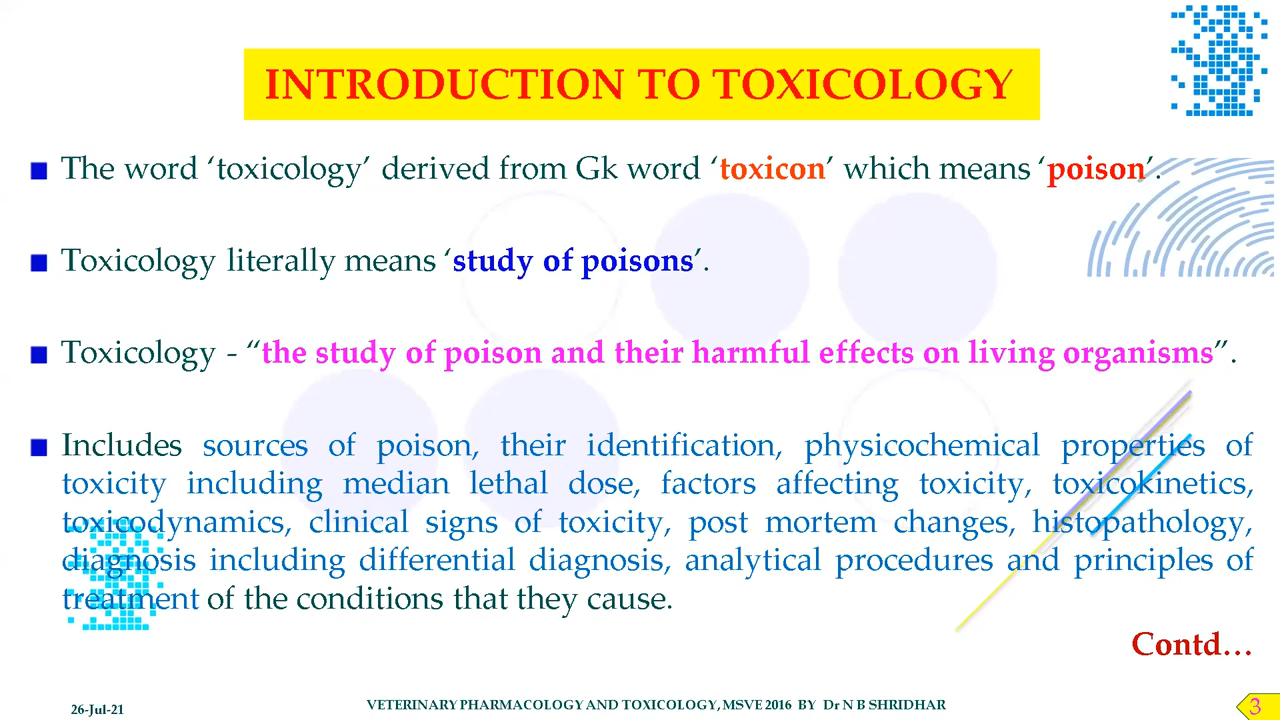 INTRODUCTION TO TOXICOLOGY
The word ‘toxicology’ derived from Gk word ‘toxicon’ which means ‘poison’.
Toxicology literally means ‘study of poisons’.
Toxicology - “the study of poison and their harmful effects on living organisms”.
Includes sources of poison, their identification, physicochemical properties of
toxicity including median lethal dose, factors affecting toxicity, toxicokinetics,
toxicodynamics, clinical signs of toxicity, post mortem changes, histopathology,
diagnosis including differential diagnosis, analytical procedures and principles of
treatment of the conditions that they cause.
Contd…
26-Jul-21
VETERINARY PHARMACOLOGY AND TOXICOLOGY, MSVE 2016 BY Dr N B SHRIDHAR
3